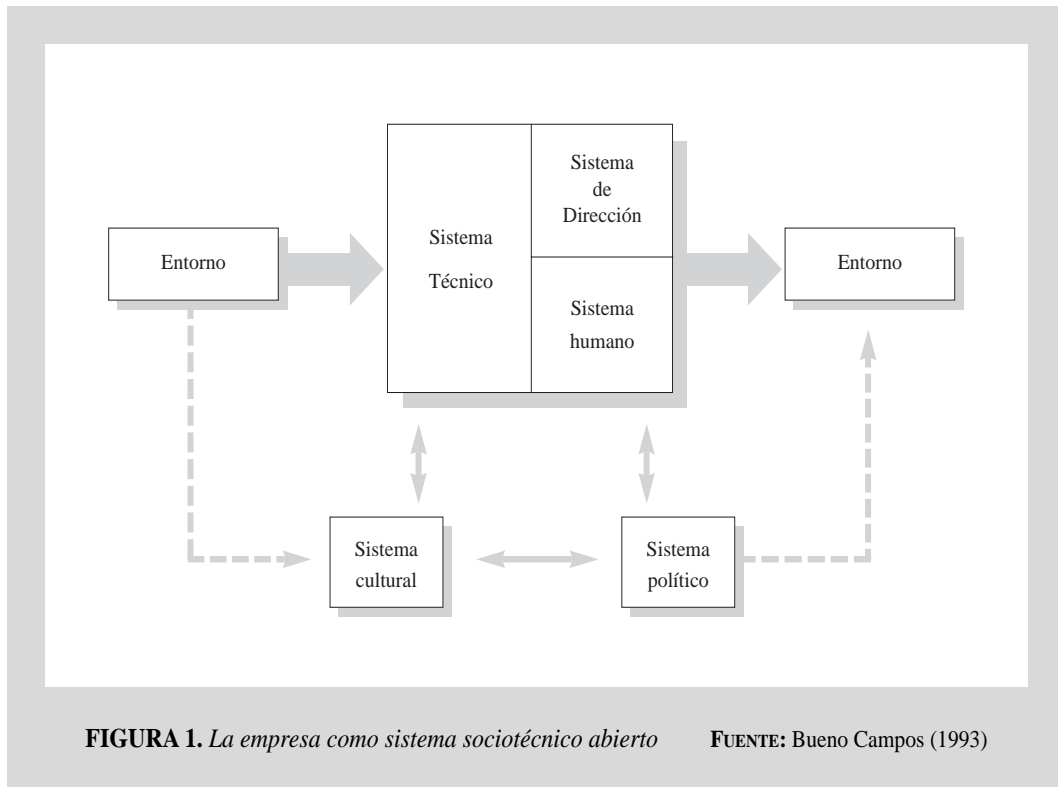 Sistema
de
Dirección
Sistema
Técnico
Entorno
Entorno
Sistema
humano
Sistema
cultural
Sistema
político
FIGURA 1. La empresa como sistema sociotécnico abierto FUENTE: Bueno Campos (1993)